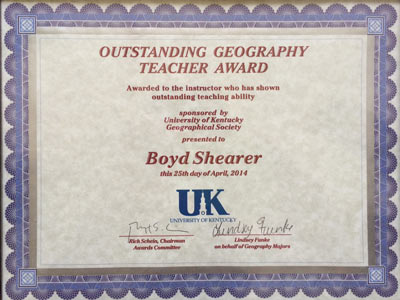 OUTSTANDING GEOGRAPHY
TEACHER AWARD
Awarded to the instructor who has shown
outstanding teaching ability
sponsored by
University of Kentucky
Geographical Society
presented to
Boyd Shearer
this 25th day of April, 2014
UK
UNIVERSITY OF KENTUCKY
Lindsey Funke
Rich Schein, Chairman
Awards Committee
Lindsey Funke
on behalf of Geography Majors